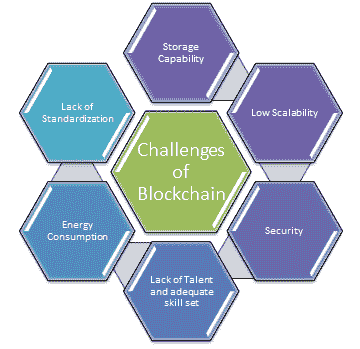 Storage
Capability
Lack of
Standardization
Low Scalability
Challenges
of
Blockchain
Energy
Consumption
Security
Lack of Talent
and adequate
skill set